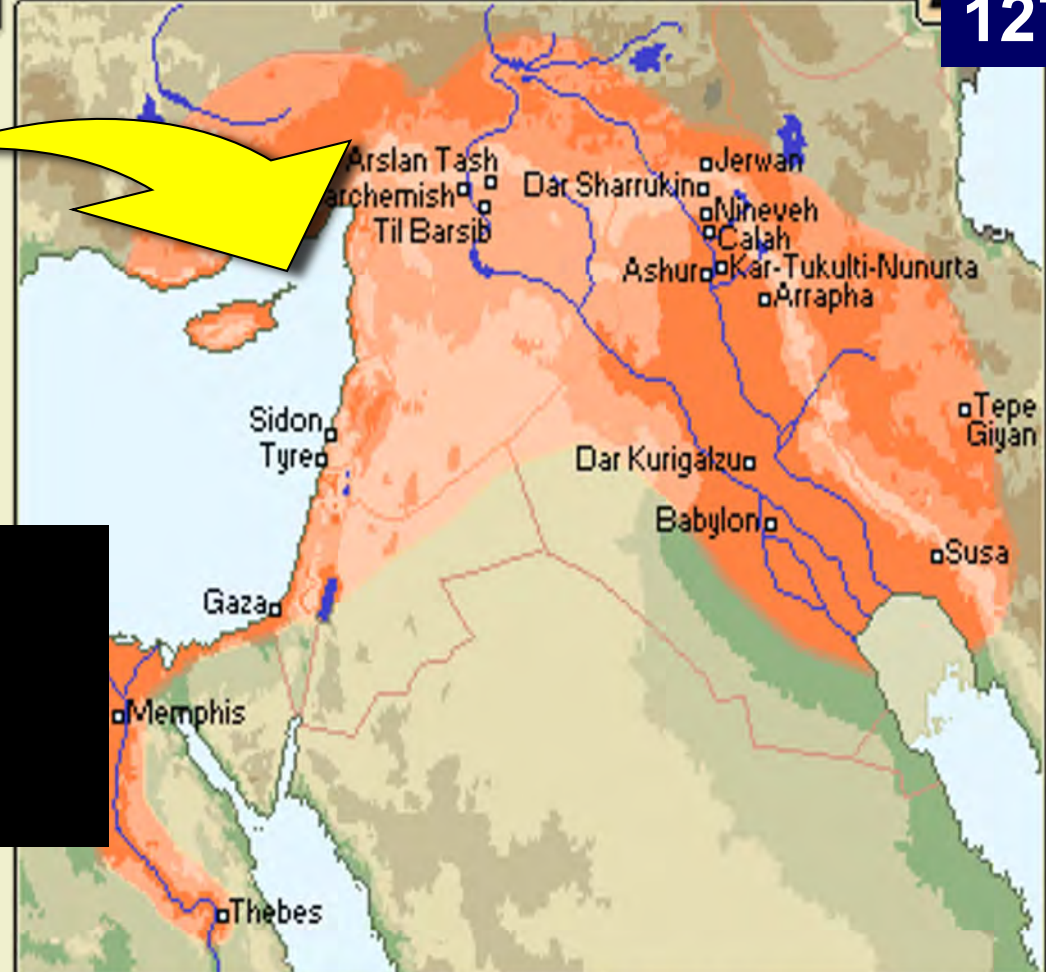 12
Arslan Tash
Jerwan
archemish
Dar Sharrukin
Til Barsib
Nineveh
Calah
Ashur
Kar-Tukulti-Nunurta
Arrapha
Sidon
Tyre
Tepe
Giyan
Dar Kurigalzu
Babylon
Susa
Gaza
Memphis
Thebes